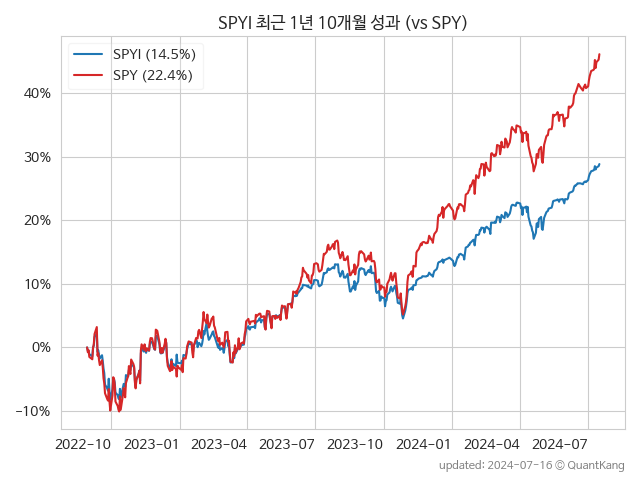 SPYI 최근 1년 10개월 성과 (vs SPY)
SPYI (14.5%)
SPY (22.4%)
40%
30%
20%
10%
0%
−10%
2022-10 2023-01 2023-04 2023-07 2023-10 2024-01 2024-04 2024-07
updated: 2024-07-16 © QuantKang